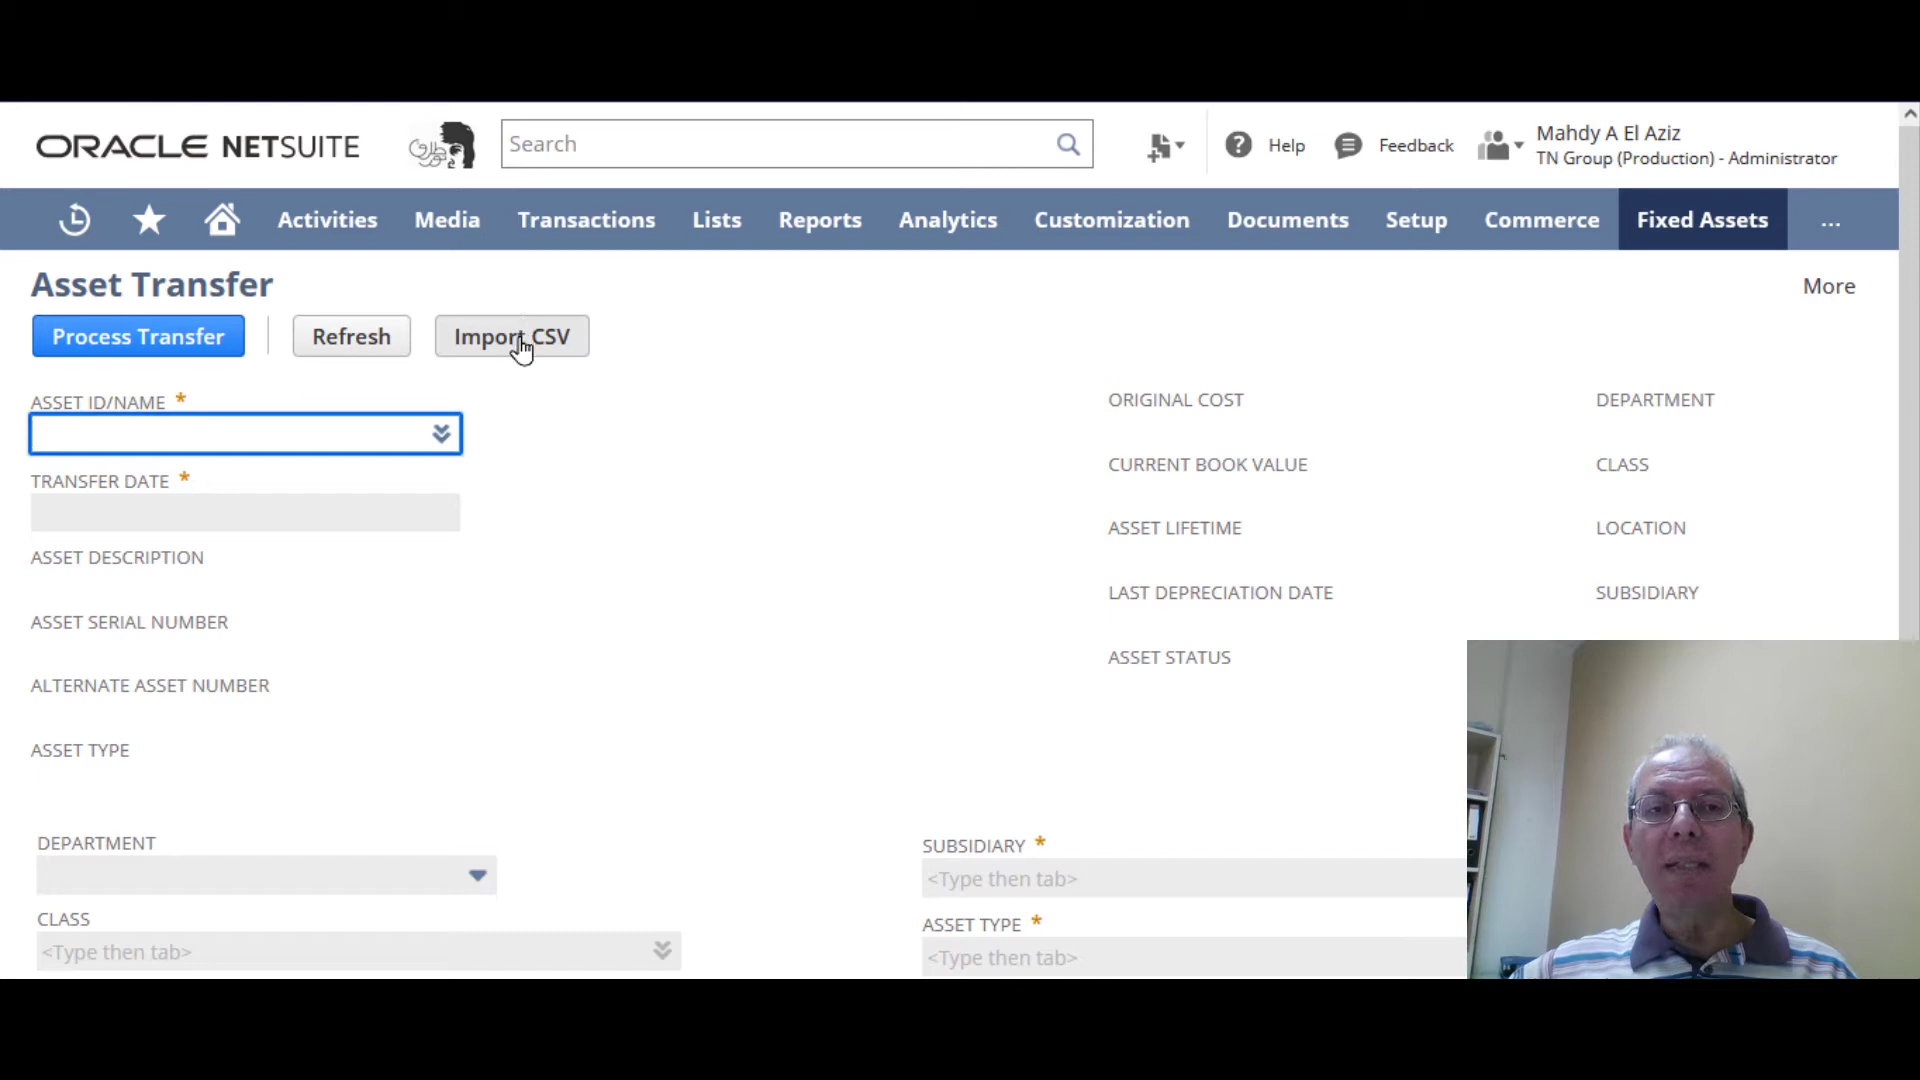 ORACLE NETSUITE
Search
Help
Feedback
Mahdy A El Aziz
TN Group (Production) - Administrator
Activities
Media
Transactions
Lists
Reports
Analytics
Customization
Documents
Setup
Commerce
Fixed Assets
...
Asset Transfer
More
Process Transfer
Refresh
Import CSV
ASSET ID/NAME *
TRANSFER DATE *
ASSET DESCRIPTION
ASSET SERIAL NUMBER
ALTERNATE ASSET NUMBER
ASSET TYPE
ORIGINAL COST
CURRENT BOOK VALUE
ASSET LIFETIME
LAST DEPRECIATION DATE
ASSET STATUS
DEPARTMENT
CLASS
LOCATION
SUBSIDIARY
DEPARTMENT
CLASS
<Type then tab>
SUBSIDIARY *
<Type then tab>
ASSET TYPE *
<Type then tab>